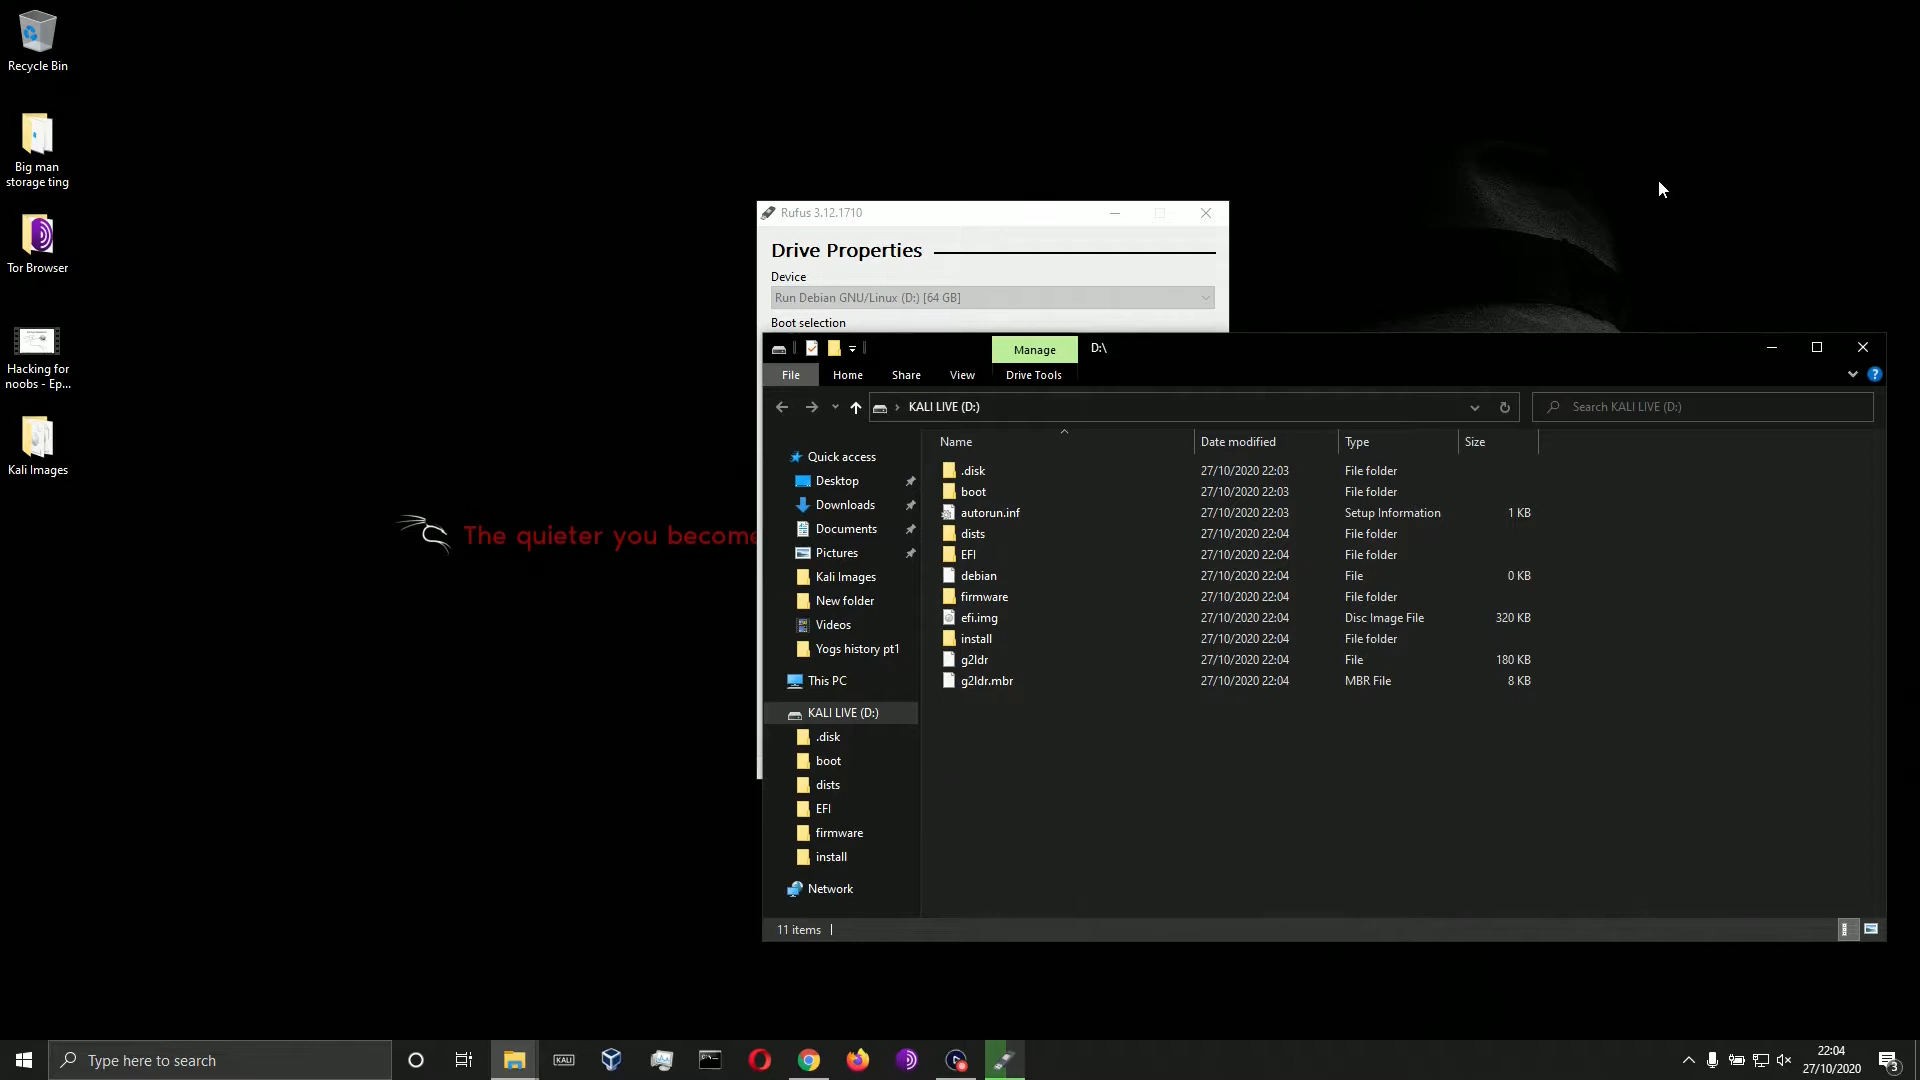 Recycle Bin
Big man
storage ting
Tor Browser
Hacking for
noobs - Ep...
Kali Images
The quieter you become
Rufus 3.12.1710
Drive Properties
Device
Run Debian GNU/Linux (D:) [64 GB]
Boot selection
Manage D:\
File Home Share View Drive Tools
KALI LIVE (D:) Search KALI LIVE (D:)
Name Date modified Type Size
.disk 27/10/2020 22:03 File folder
boot 27/10/2020 22:03 File folder
autorun.inf 27/10/2020 22:03 Setup Information 1 KB
dists 27/10/2020 22:04 File folder
EFI 27/10/2020 22:04 File folder
debian 27/10/2020 22:04 File 0 KB
firmware 27/10/2020 22:04 File folder
efi.img 27/10/2020 22:04 Disc Image File 320 KB
install 27/10/2020 22:04 File folder
g2ldr 27/10/2020 22:04 File 180 KB
g2ldr.mbr 27/10/2020 22:04 MBR File 8 KB
Quick access
Desktop
Downloads
Documents
Pictures
Kali Images
New folder
Videos
Yogs history pt1
This PC
KALI LIVE (D:)
.disk
boot
dists
EFI
firmware
install
Network
11 items
Type here to search
KALI
22:04
27/10/2020
3